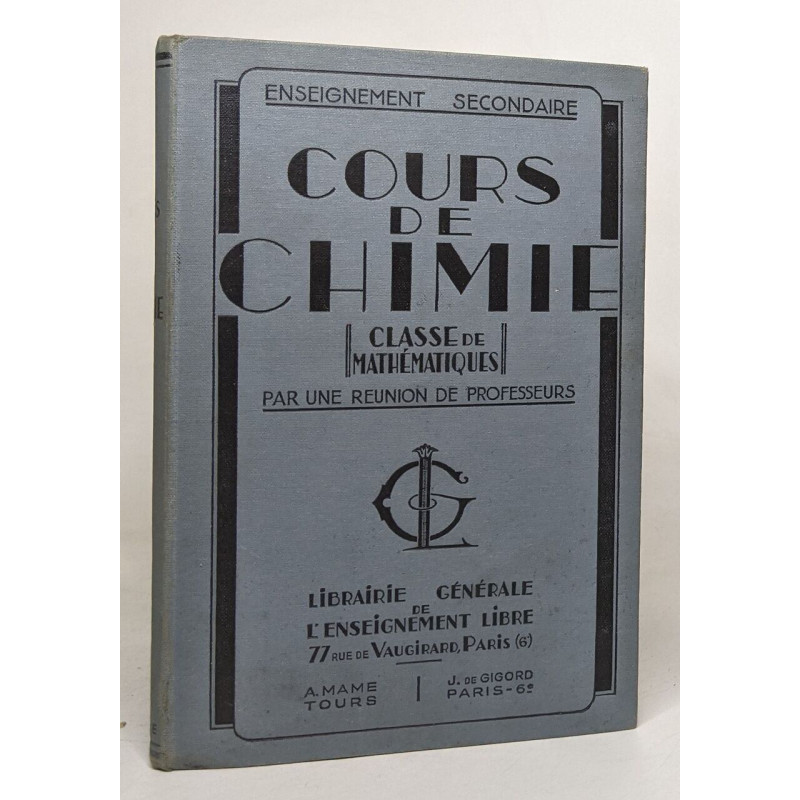 ENSEIGNEMENT SECONDAIRE
COURS
DE
CHIMIE
CLASSE DE
MATHÉMATIQUES
PAR UNE REUNION DE PROFESSEURS
LIBRAIRIE GÉNÉRALE
DE
L'ENSEIGNEMENT LIBRE
77 RUE DE VAUGIRARD, PARIS (6e)
A. MAME
TOURS
J. DE GIGORD
PARIS-6e